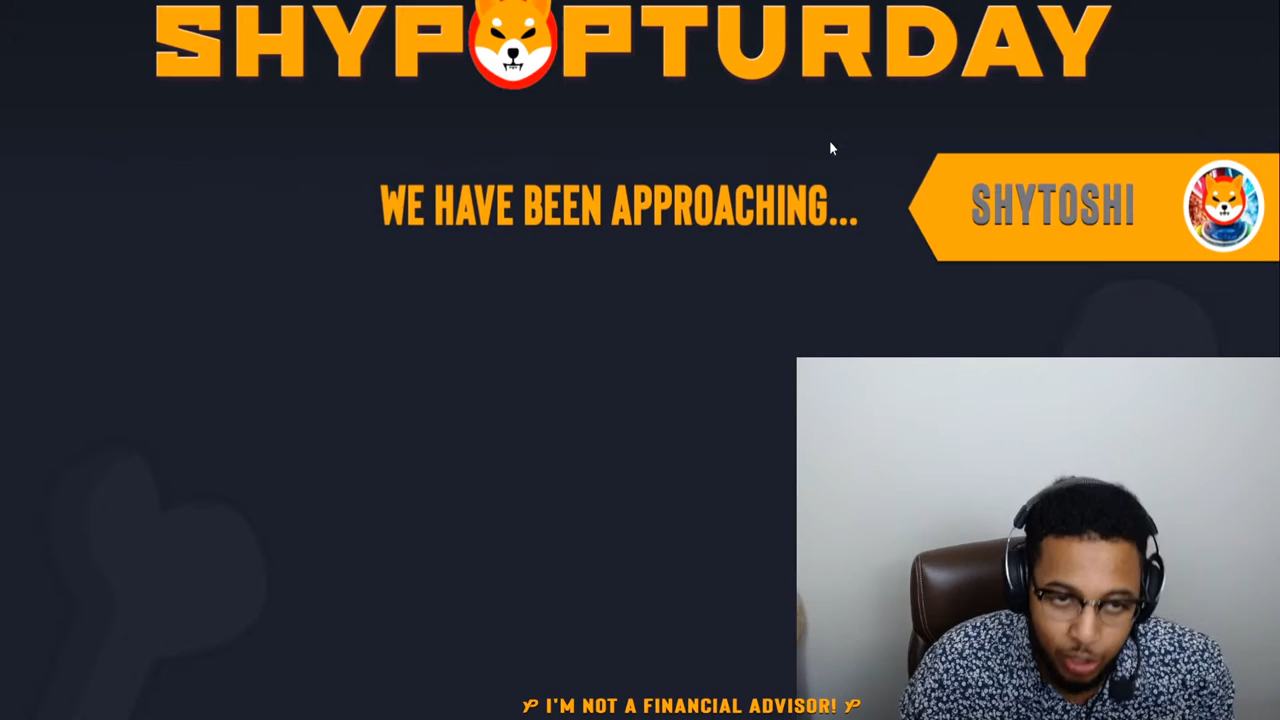 SHYPOPTURDAY
WE HAVE BEEN APPROACHING...
SHYTOSHI
I'M NOT A FINANCIAL ADVISOR!